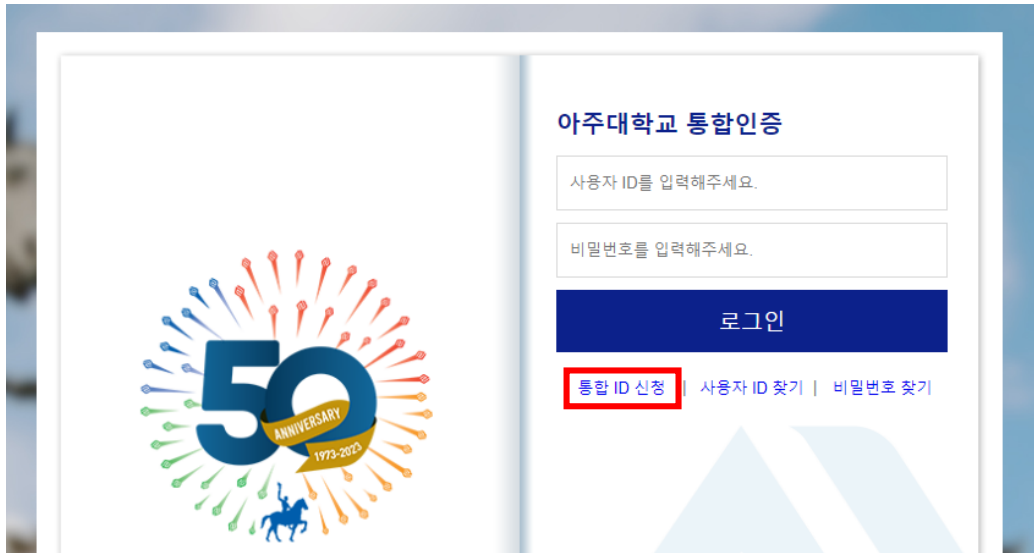 아주대학교 통합인증
사용자 ID를 입력해주세요.
비밀번호를 입력해주세요.
로그인
통합 ID 신청 | 사용자 ID 찾기 | 비밀번호 찾기
50
ANNIVERSARY
1973-2023